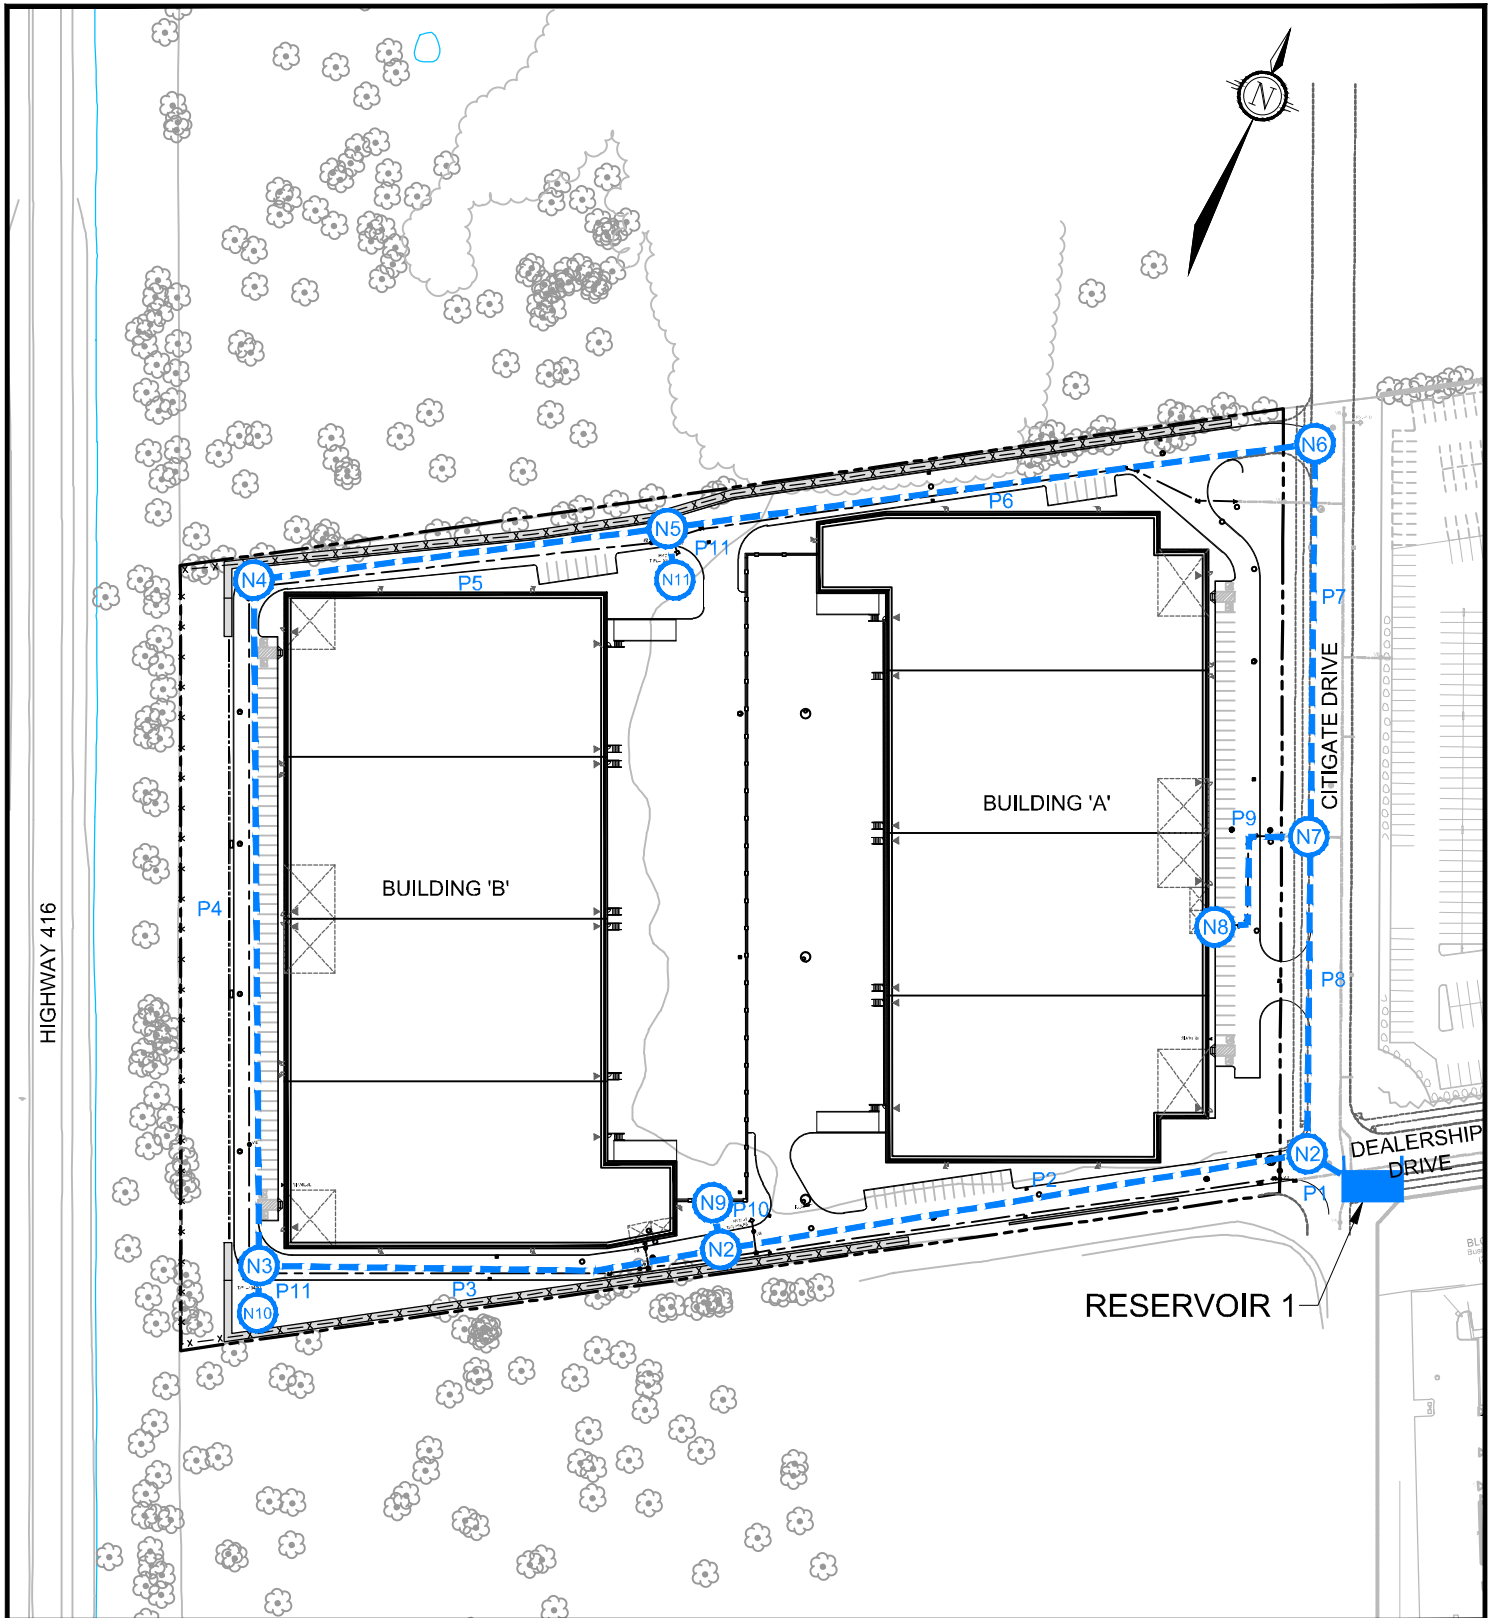 N
N6
N5
P6
P11
N4
P5
N11
P7
CITIGATE DRIVE
BUILDING 'A'
P9
N7
BUILDING 'B'
P4
N8
HIGHWAY 416
P8
DEALERSHIP
DRIVE
N2
P2
P1
N9
P10
N2
N3
P11
P3
N10
RESERVOIR 1